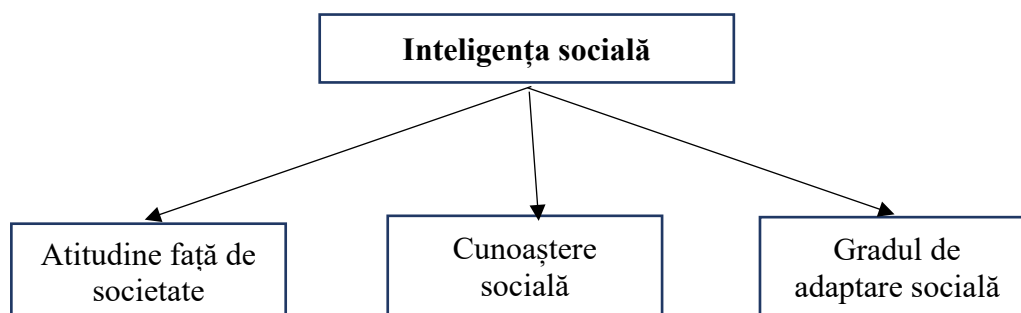 Inteligența socială
Atitudine față de
societate
Cunoaștere
socială
Gradul de
adaptare socială